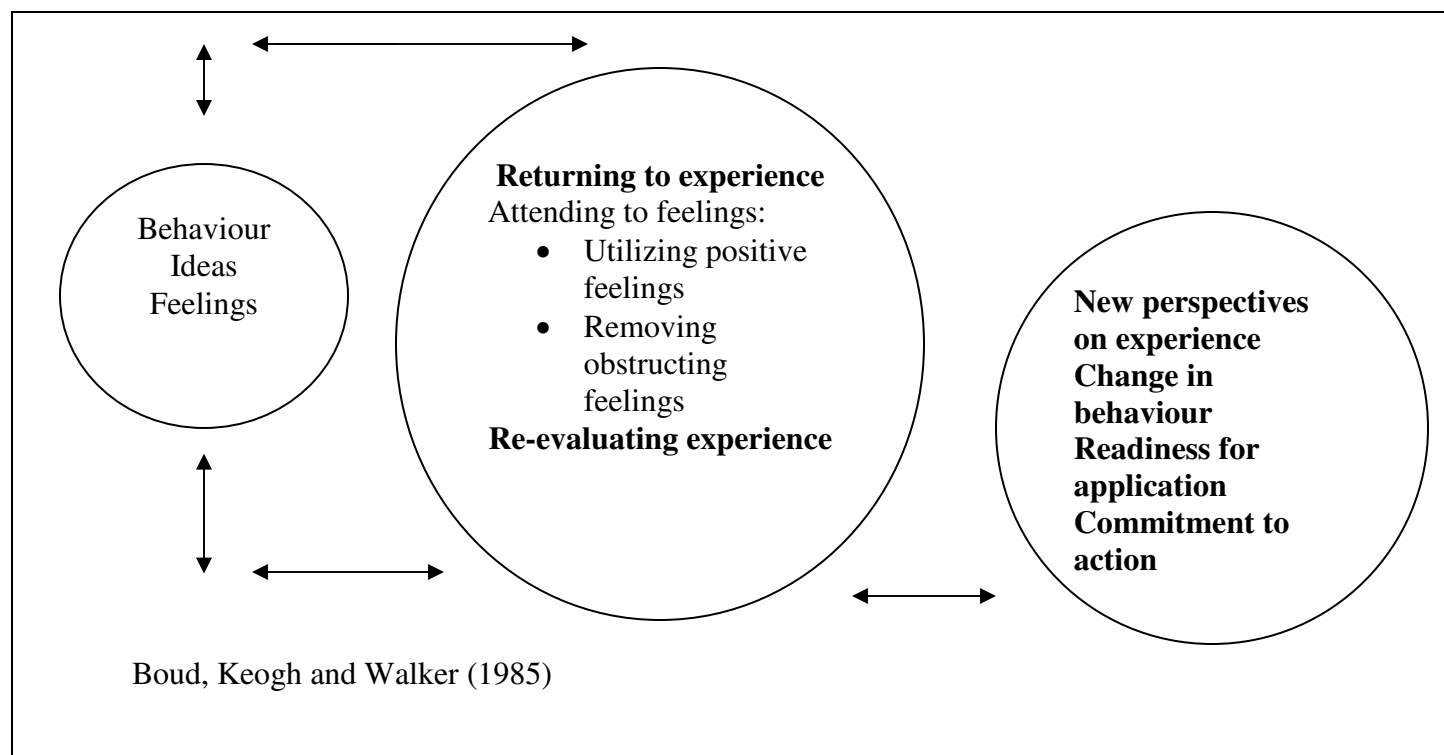 Behaviour
Ideas
Feelings
Returning to experience
Attending to feelings:
• Utilizing positive
feelings
• Removing
obstructing
feelings
Re-evaluating experience
New perspectives
on experience
Change in
behaviour
Readiness for
application
Commitment to
action
Boud, Keogh and Walker (1985)